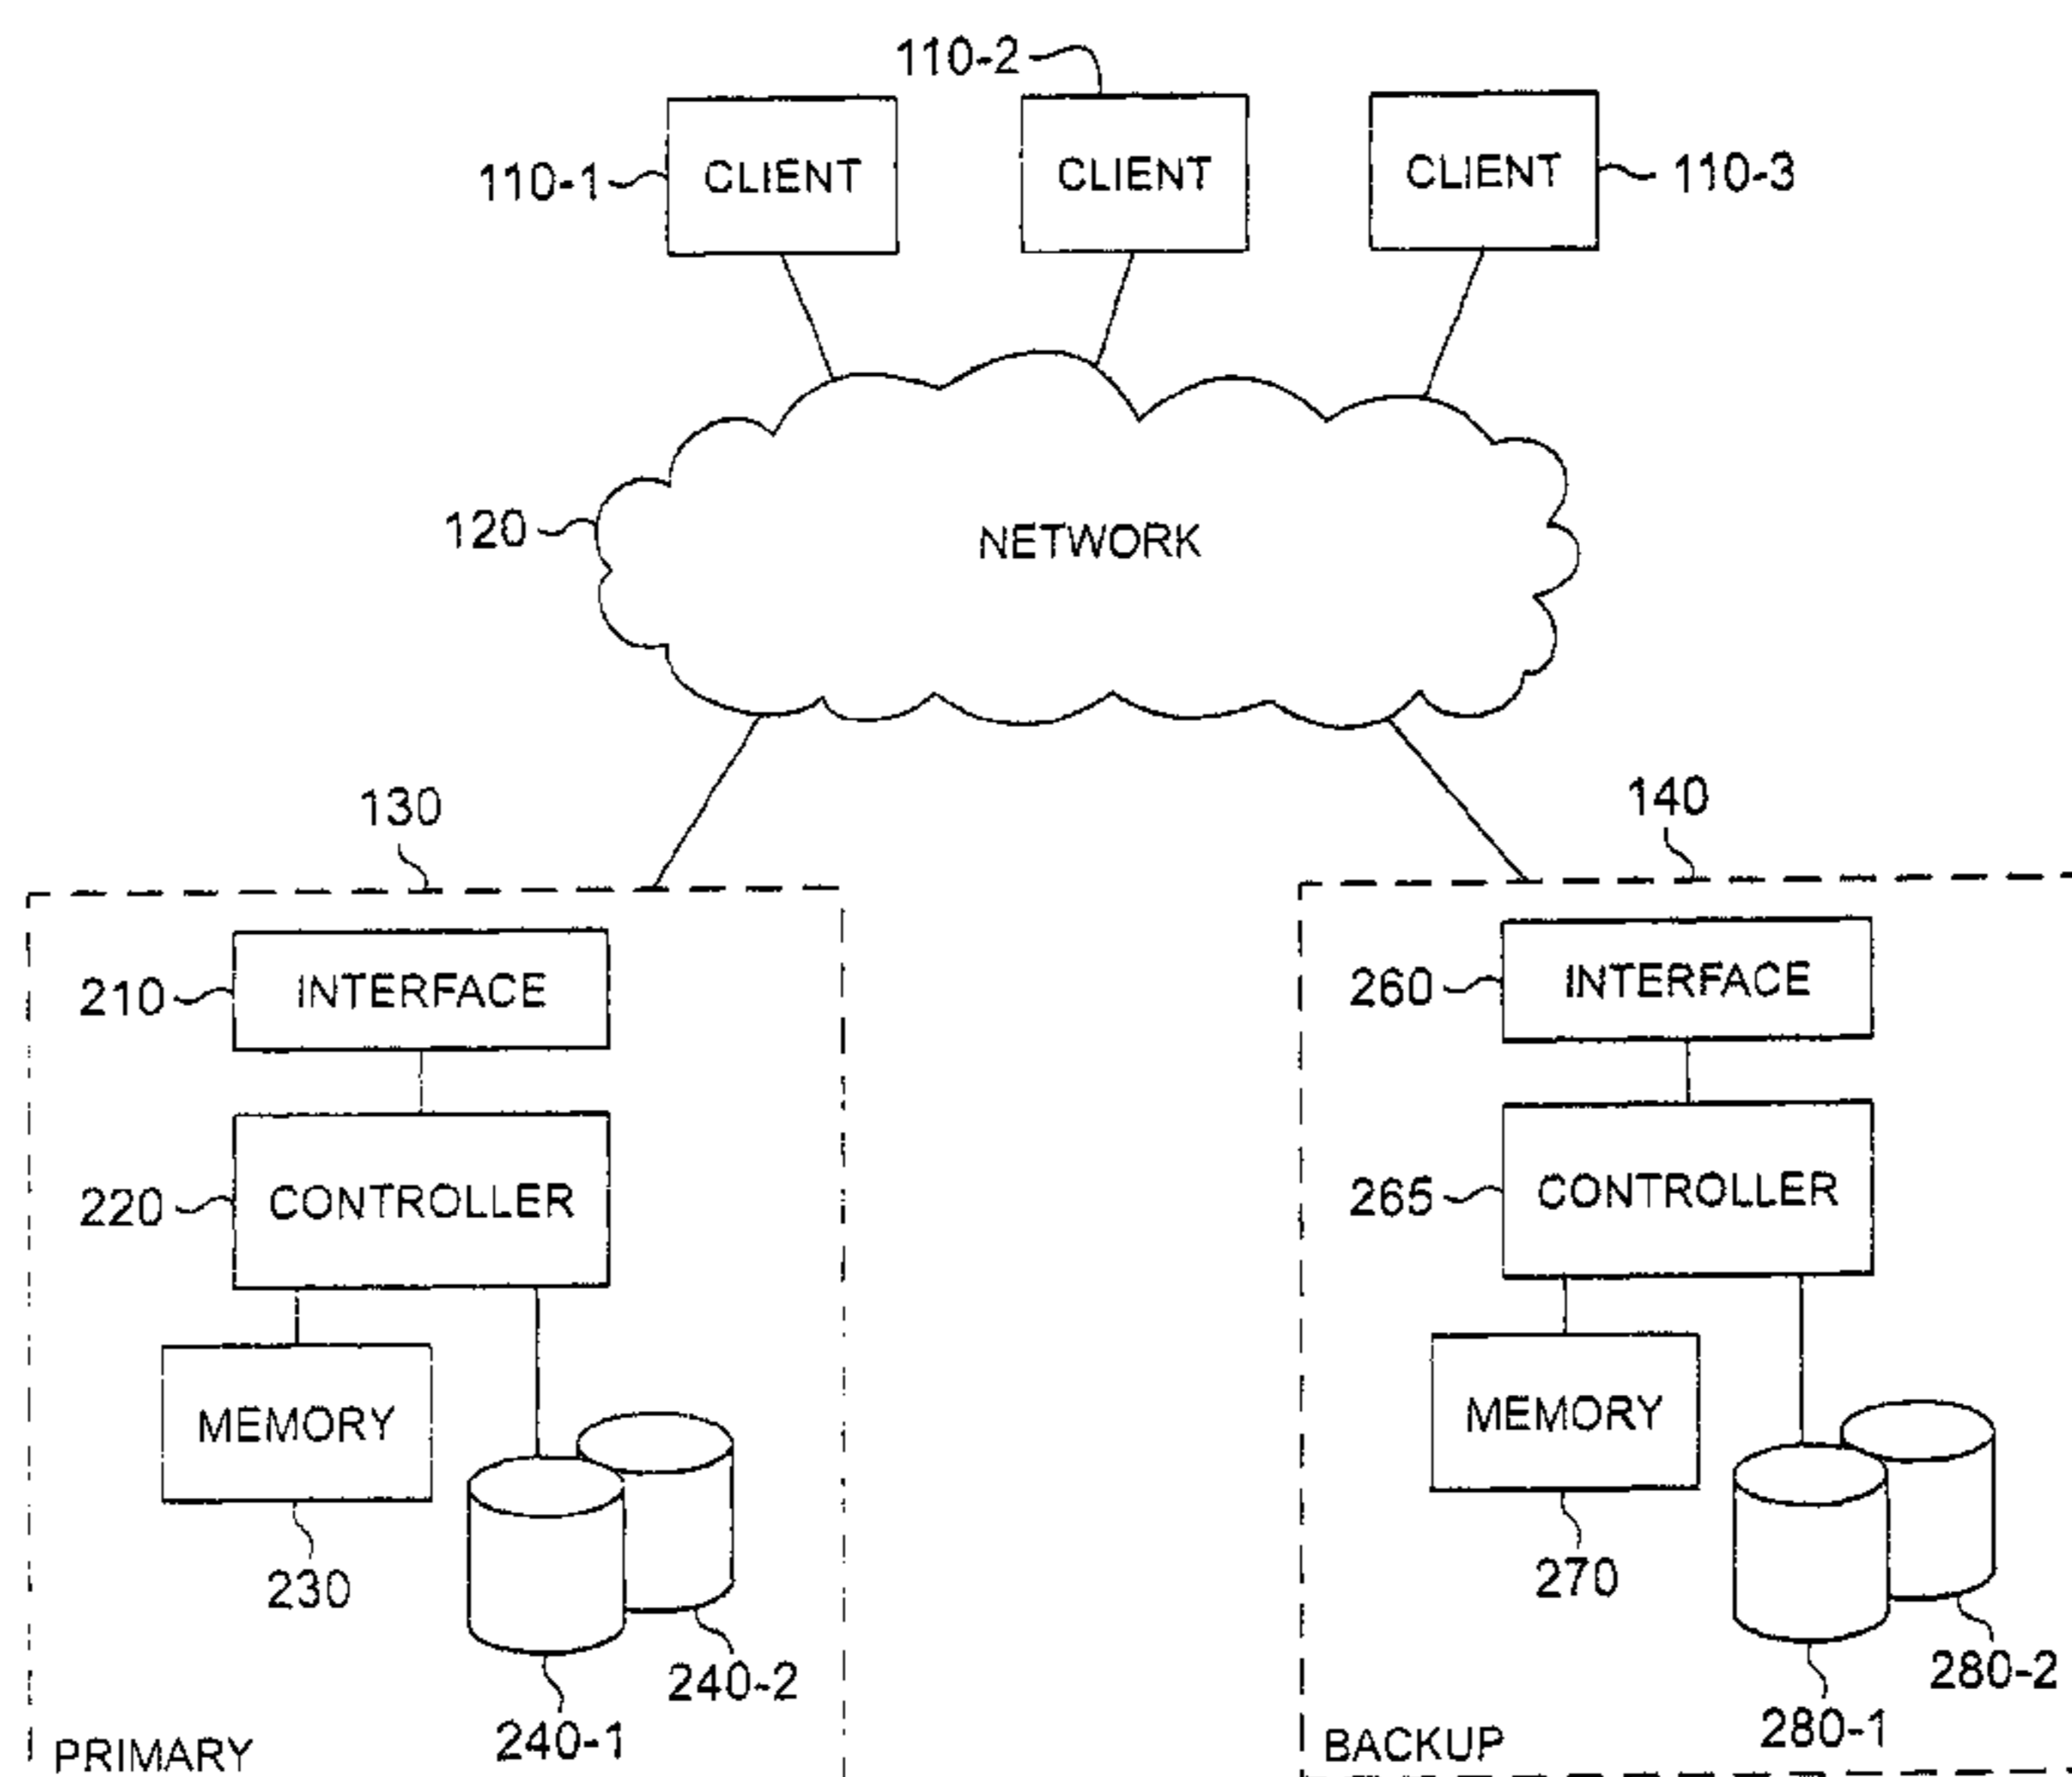 110-2
110-1 CLIENT CLIENT CLIENT 110-3
120 NETWORK
130 140
210 INTERFACE 260 INTERFACE
220 CONTROLLER 265 CONTROLLER
MEMORY MEMORY
230 270
240-2 280-2
240-1 280-1
PRIMARY BACKUP